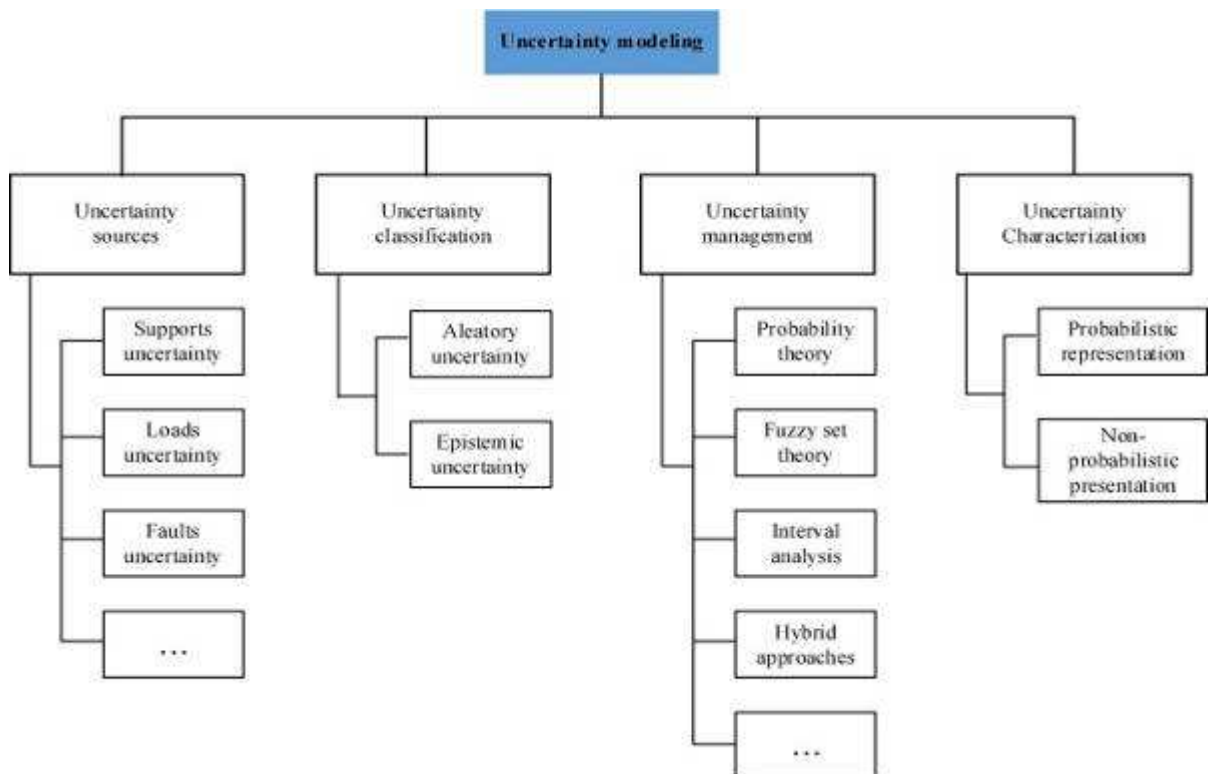 Uncertainty modeling
Uncertainty
sources
Uncertainty
classification
Uncertainty
management
Uncertainty
Characterization
Supports
uncertainty
Loads
uncertainty
Faults
uncertainty
...
Aleatory
uncertainty
Epistemic
uncertainty
Probability
theory
Fuzzy set
theory
Interval
analysis
Hybrid
approaches
...
Probabilistic
representation
Non-
probabilistic
presentation